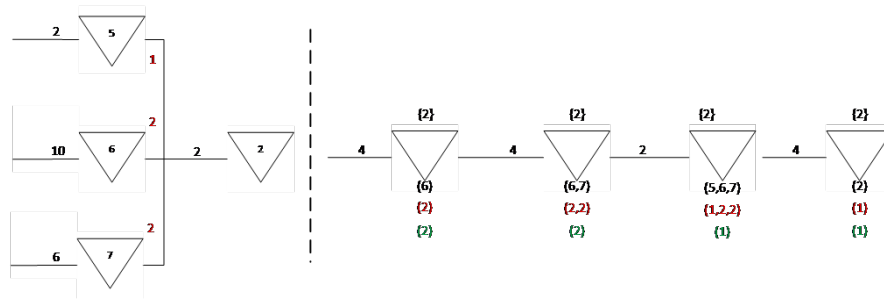 2 5
1
2
10 6 2 2
2
6 7
{2} {2} {2} {2}
4 4 2 4
{6} {6,7} {5,6,7} {2}
{2} {2,2} {1,2,2} {1}
{2} {2} {1} {1}